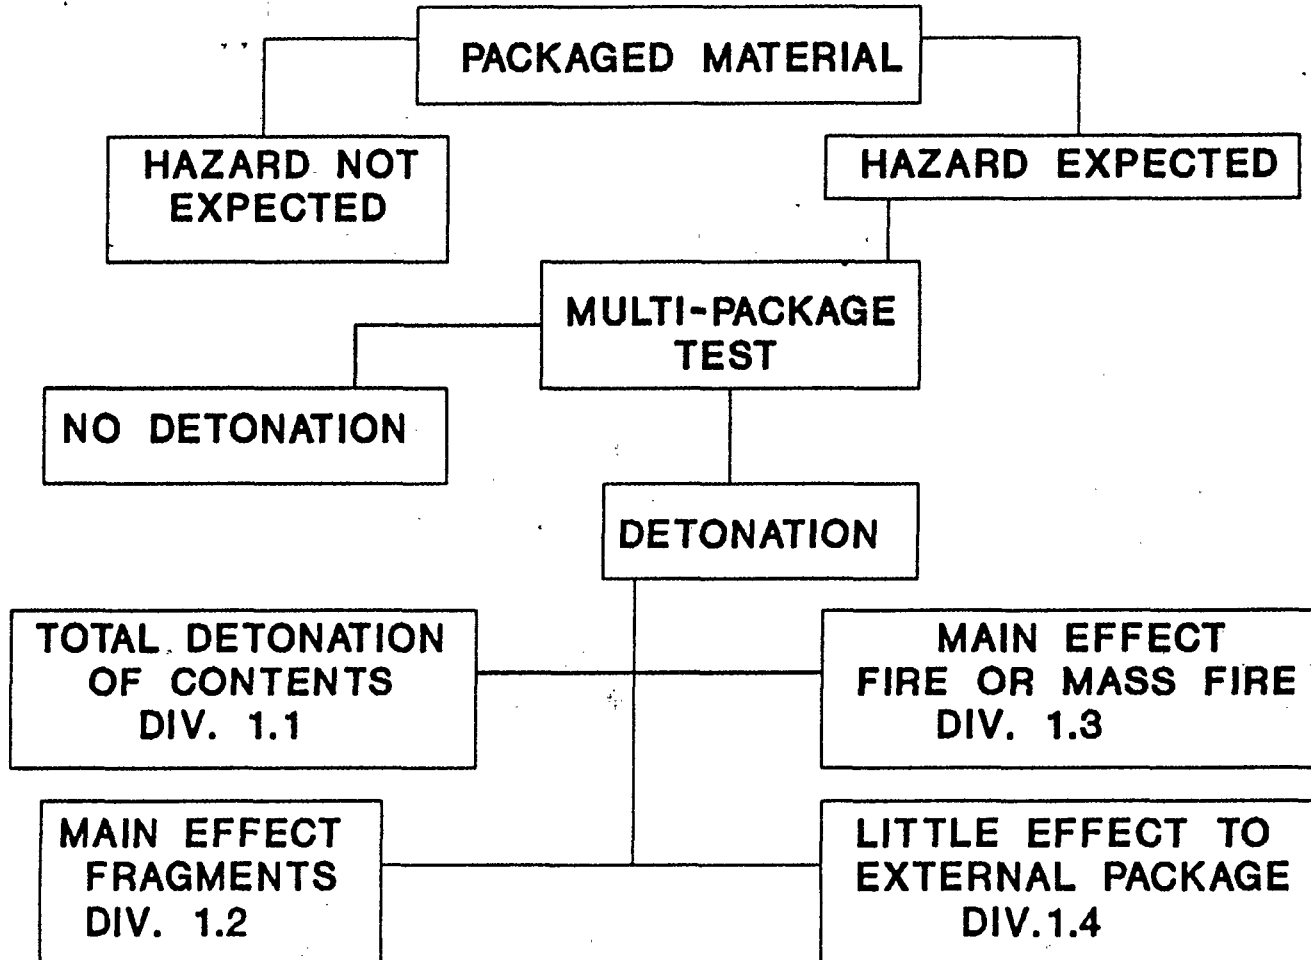 PACKAGED MATERIAL
HAZARD NOT
EXPECTED
HAZARD EXPECTED
MULTI-PACKAGE
TEST
NO DETONATION
DETONATION
TOTAL DETONATION
OF CONTENTS
DIV. 1.1
MAIN EFFECT
FIRE OR MASS FIRE
DIV. 1.3
MAIN EFFECT
FRAGMENTS
DIV. 1.2
LITTLE EFFECT TO
EXTERNAL PACKAGE
DIV.1.4